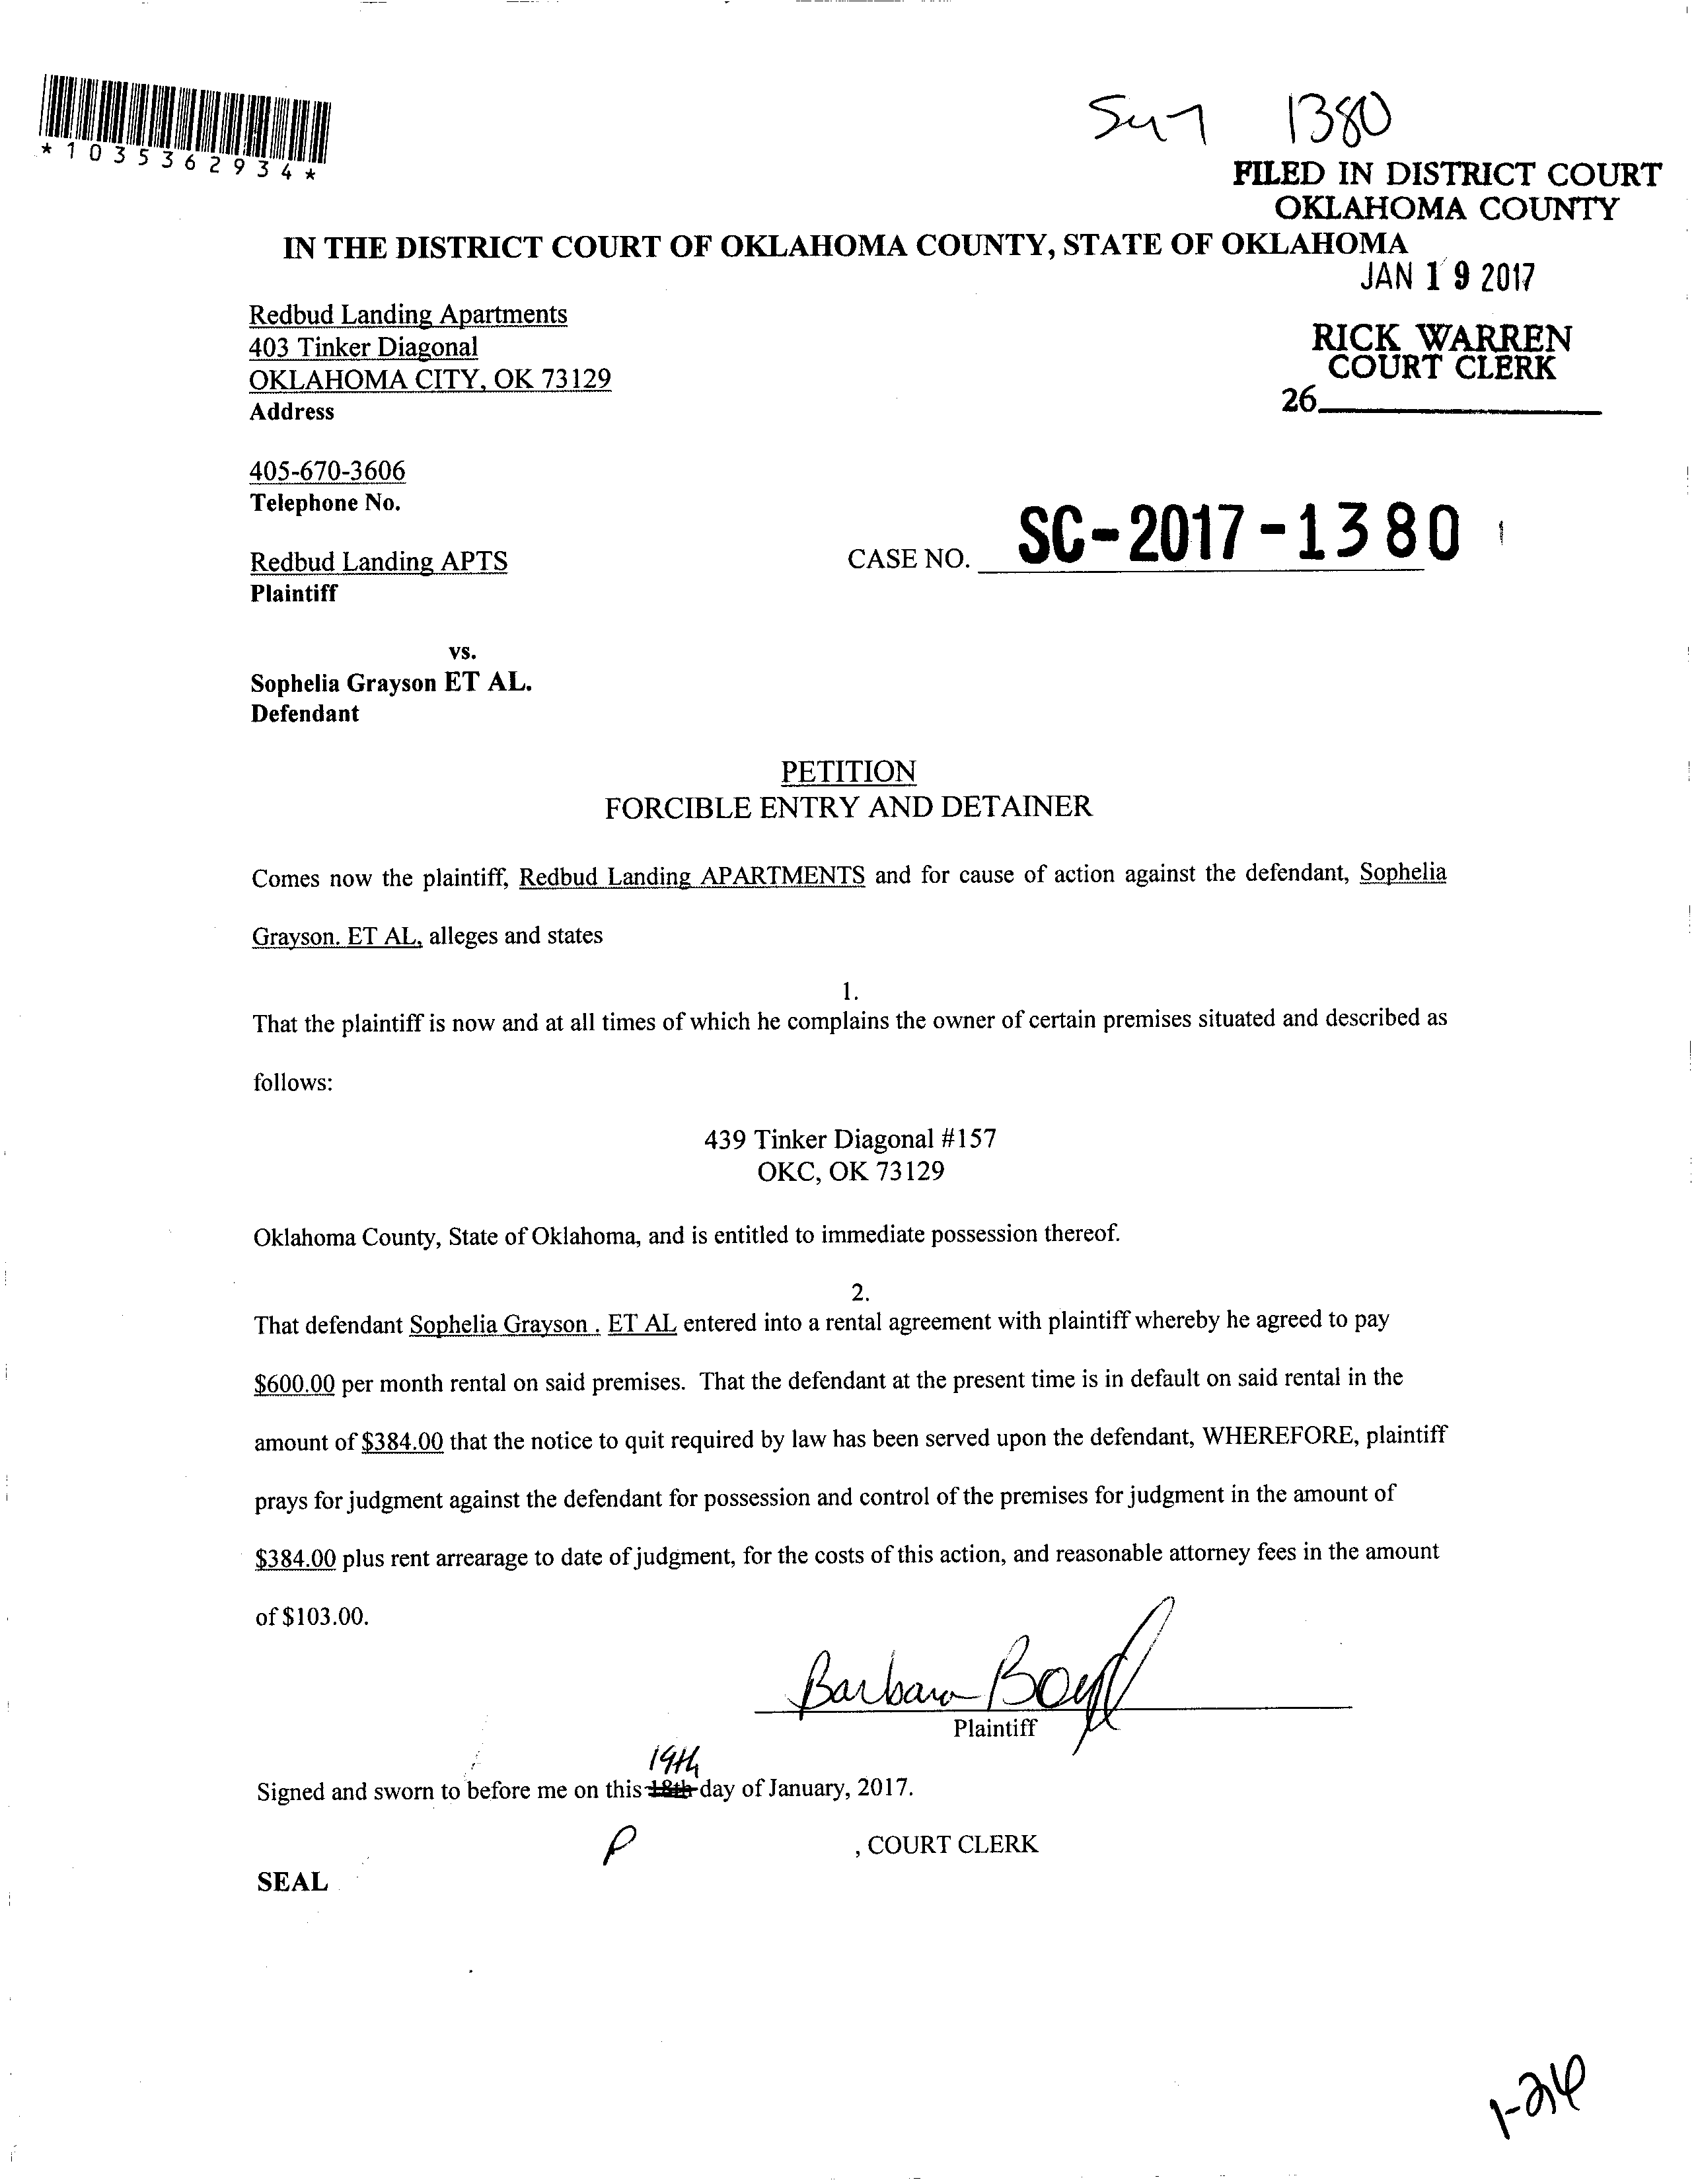 *1035362934*
1380
FILED IN DISTRICT COURT
OKLAHOMA COUNTY
IN THE DISTRICT COURT OF OKLAHOMA COUNTY, STATE OF OKLAHOMA
JAN 19 2017
Redbud Landing Apartments
403 Tinker Diagonal
OKLAHOMA CITY, OK 73129
Address
RICK WARREN
COURT CLERK
26
405-670-3606
Telephone No.
Redbud Landing APTS
Plaintiff
CASE NO. SC-2017-1380
vs.
Sophelia Grayson ET AL.
Defendant
PETITION
FORCIBLE ENTRY AND DETAINER
Comes now the plaintiff, Redbud Landing APARTMENTS and for cause of action against the defendant, Sophelia
Grayson. ET AL, alleges and states
1.
That the plaintiff is now and at all times of which he complains the owner of certain premises situated and described as
follows:
439 Tinker Diagonal #157
OKC, OK 73129
Oklahoma County, State of Oklahoma, and is entitled to immediate possession thereof.
2.
That defendant Sophelia Grayson . ET AL entered into a rental agreement with plaintiff whereby he agreed to pay
$600.00 per month rental on said premises. That the defendant at the present time is in default on said rental in the
amount of $384.00 that the notice to quit required by law has been served upon the defendant, WHEREFORE, plaintiff
prays for judgment against the defendant for possession and control of the premises for judgment in the amount of
$384.00 plus rent arrearage to date of judgment, for the costs of this action, and reasonable attorney fees in the amount
of $103.00.
Barbara Boyd
Plaintiff
19th
Signed and sworn to before me on this 18th day of January, 2017.
P , COURT CLERK
SEAL